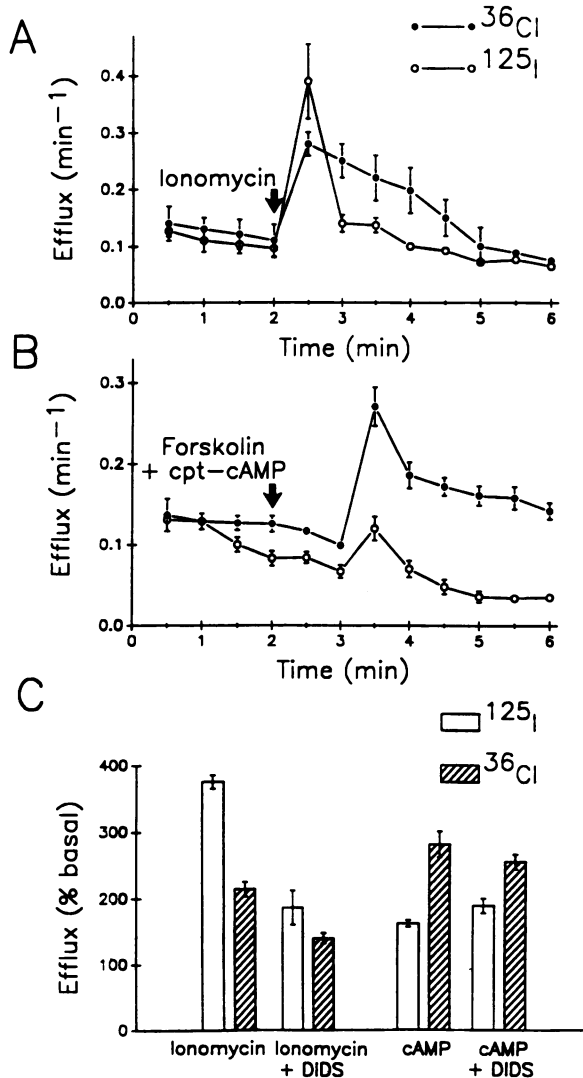 A
36Cl
125I
Efflux (min−1)
0.4
0.3
0.2
0.1
0.0
Ionomycin
0 1 2 3 4 5 6
Time (min)
B
Efflux (min−1)
0.3
0.2
0.1
0.0
Forskolin
+ cpt−cAMP
0 1 2 3 4 5 6
Time (min)
C
125I
36Cl
Efflux (% basal)
400
300
200
100
0
Ionomycin Ionomycin + DIDS cAMP cAMP + DIDS